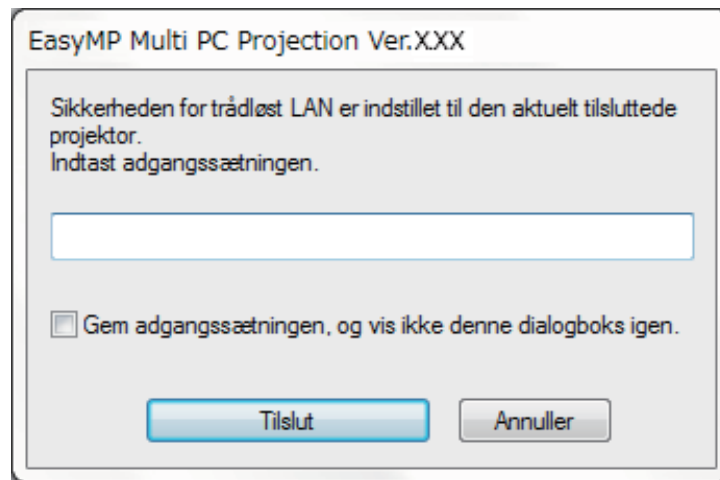 EasyMP Multi PC Projection Ver.XXX
Sikkerheden for trådløst LAN er indstillet til den aktuelt tilsluttede
projektor.
Indtast adgangssætningen.
Gem adgangssætningen, og vis ikke denne dialogboks igen.
Tilslut
Annuller